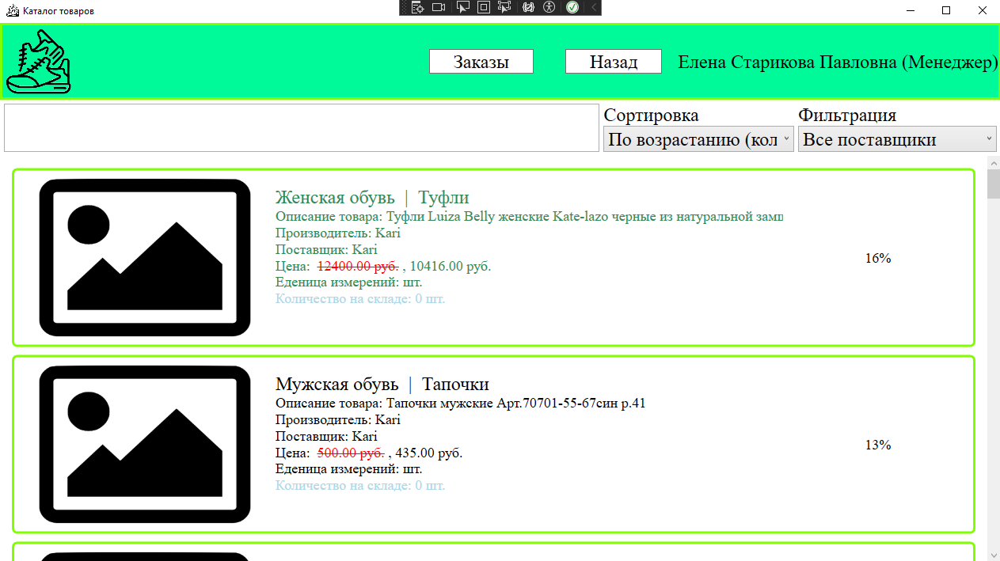 Каталог товаров
Заказы
Назад
Елена Старикова Павловна (Менеджер)
Сортировка
Фильтрация
По возрастанию (кол
Все поставщики
Женская обувь | Туфли
Описание товара: Туфли Luiza Belly женские Kate-lazo черные из натуральной
Производитель: Kari
Поставщик: Kari
Цена: 12400.00 руб. , 10416.00 руб.
Еденица измерений: шт.
Количество на складе: 0 шт.
16%
Мужская обувь | Тапочки
Описание товара: Тапочки мужские Арт.70701-55-67син р.41
Производитель: Kari
Поставщик: Kari
Цена: 500.00 руб. , 435.00 руб.
Еденица измерений: шт.
Количество на складе: 0 шт.
13%